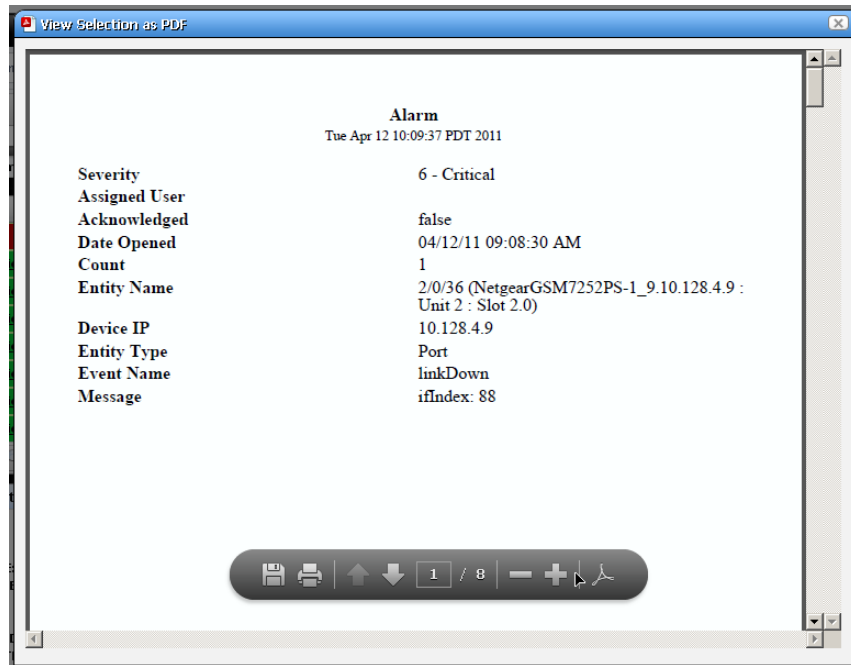 View Selection as PDF
Alarm
Tue Apr 12 10:09:37 PDT 2011
Severity 6 - Critical
Assigned User
Acknowledged false
Date Opened 04/12/11 09:08:30 AM
Count 1
Entity Name 2/0/36 (NetgearGSM7252PS-1_9.10.128.4.9 :
Unit 2 : Slot 2.0)
Device IP 10.128.4.9
Entity Type Port
Event Name linkDown
Message ifIndex: 88
1 / 8